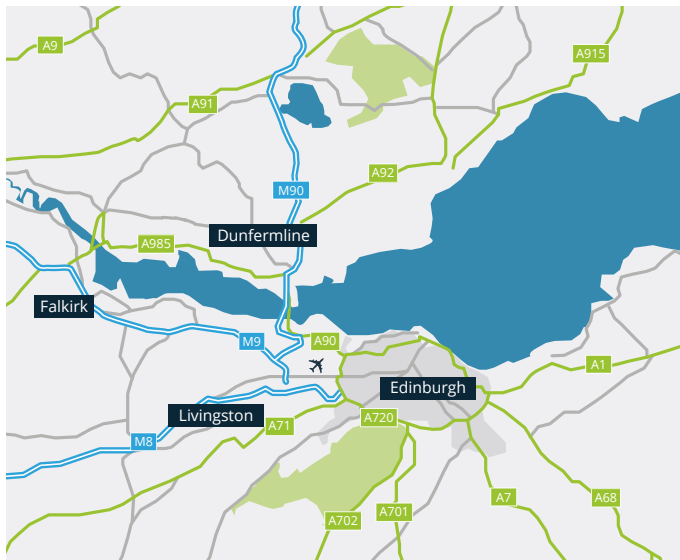 A9
A915
A91
A92
M90
Dunfermline
A985
Falkirk
M9
A90
A1
Edinburgh
Livingston
A71
A720
M8
A7
A68
A701
A702